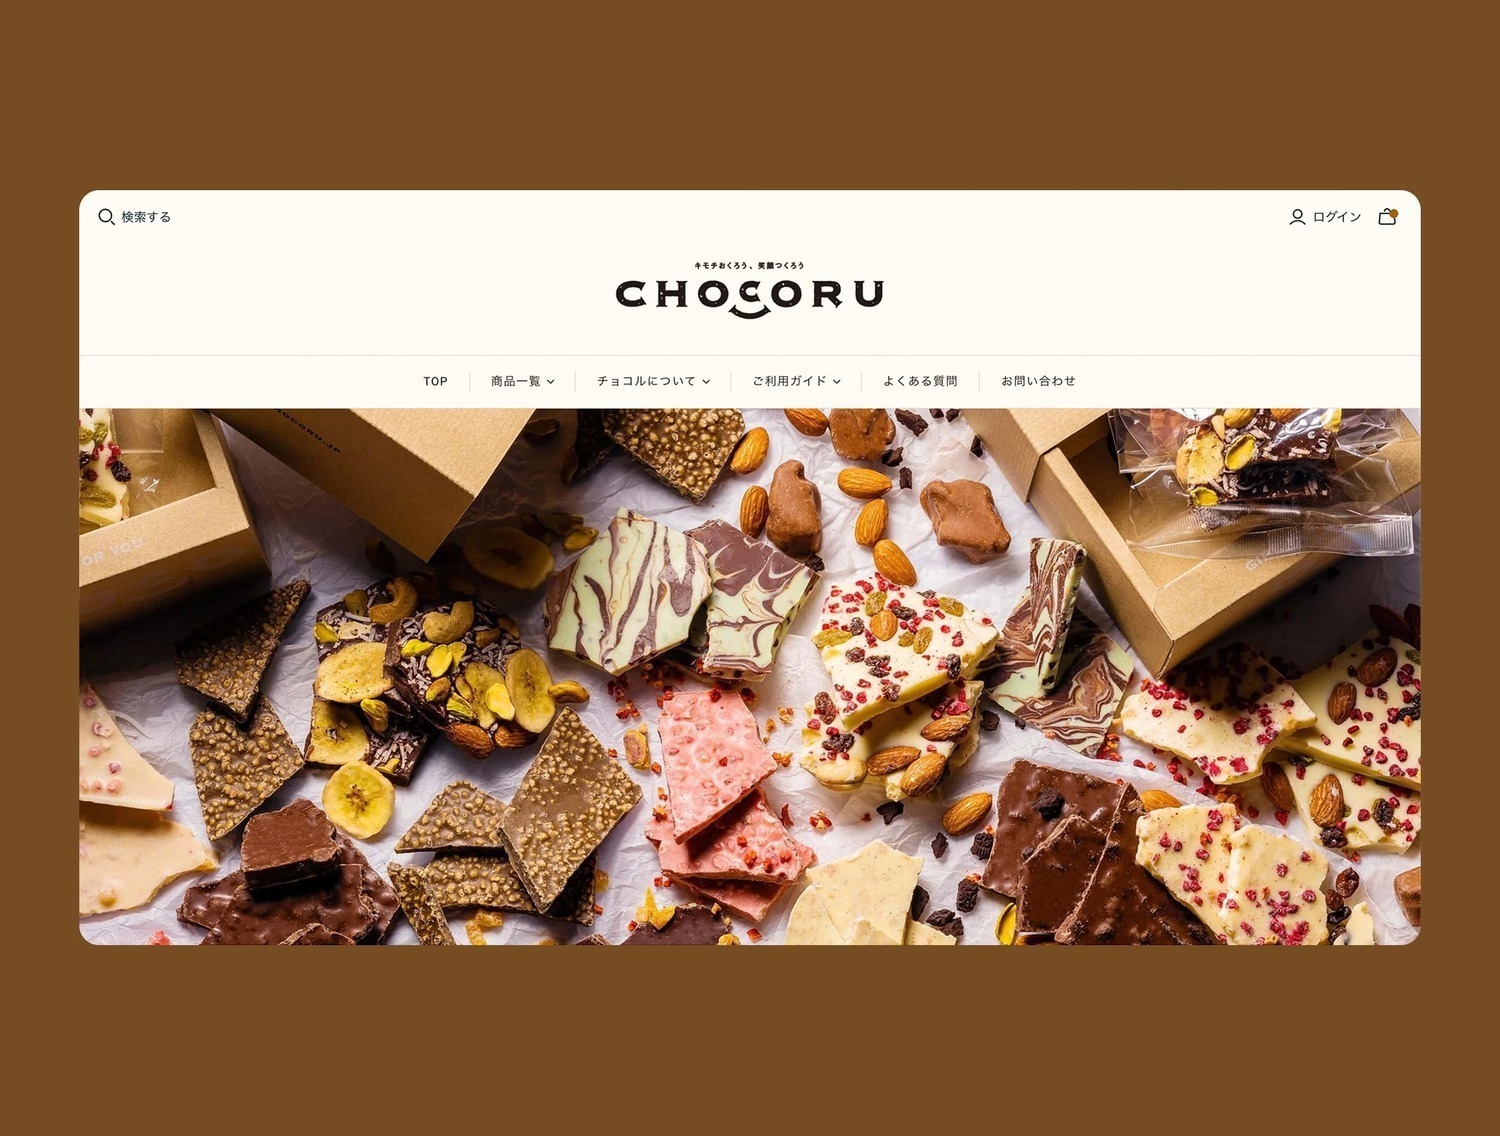 検索する
ログイン
キモチおくろう、笑顔つくろう
CHOCORU
TOP
商品一覧
チョコルについて
ご利用ガイド
よくある質問
お問い合わせ
OR YOU